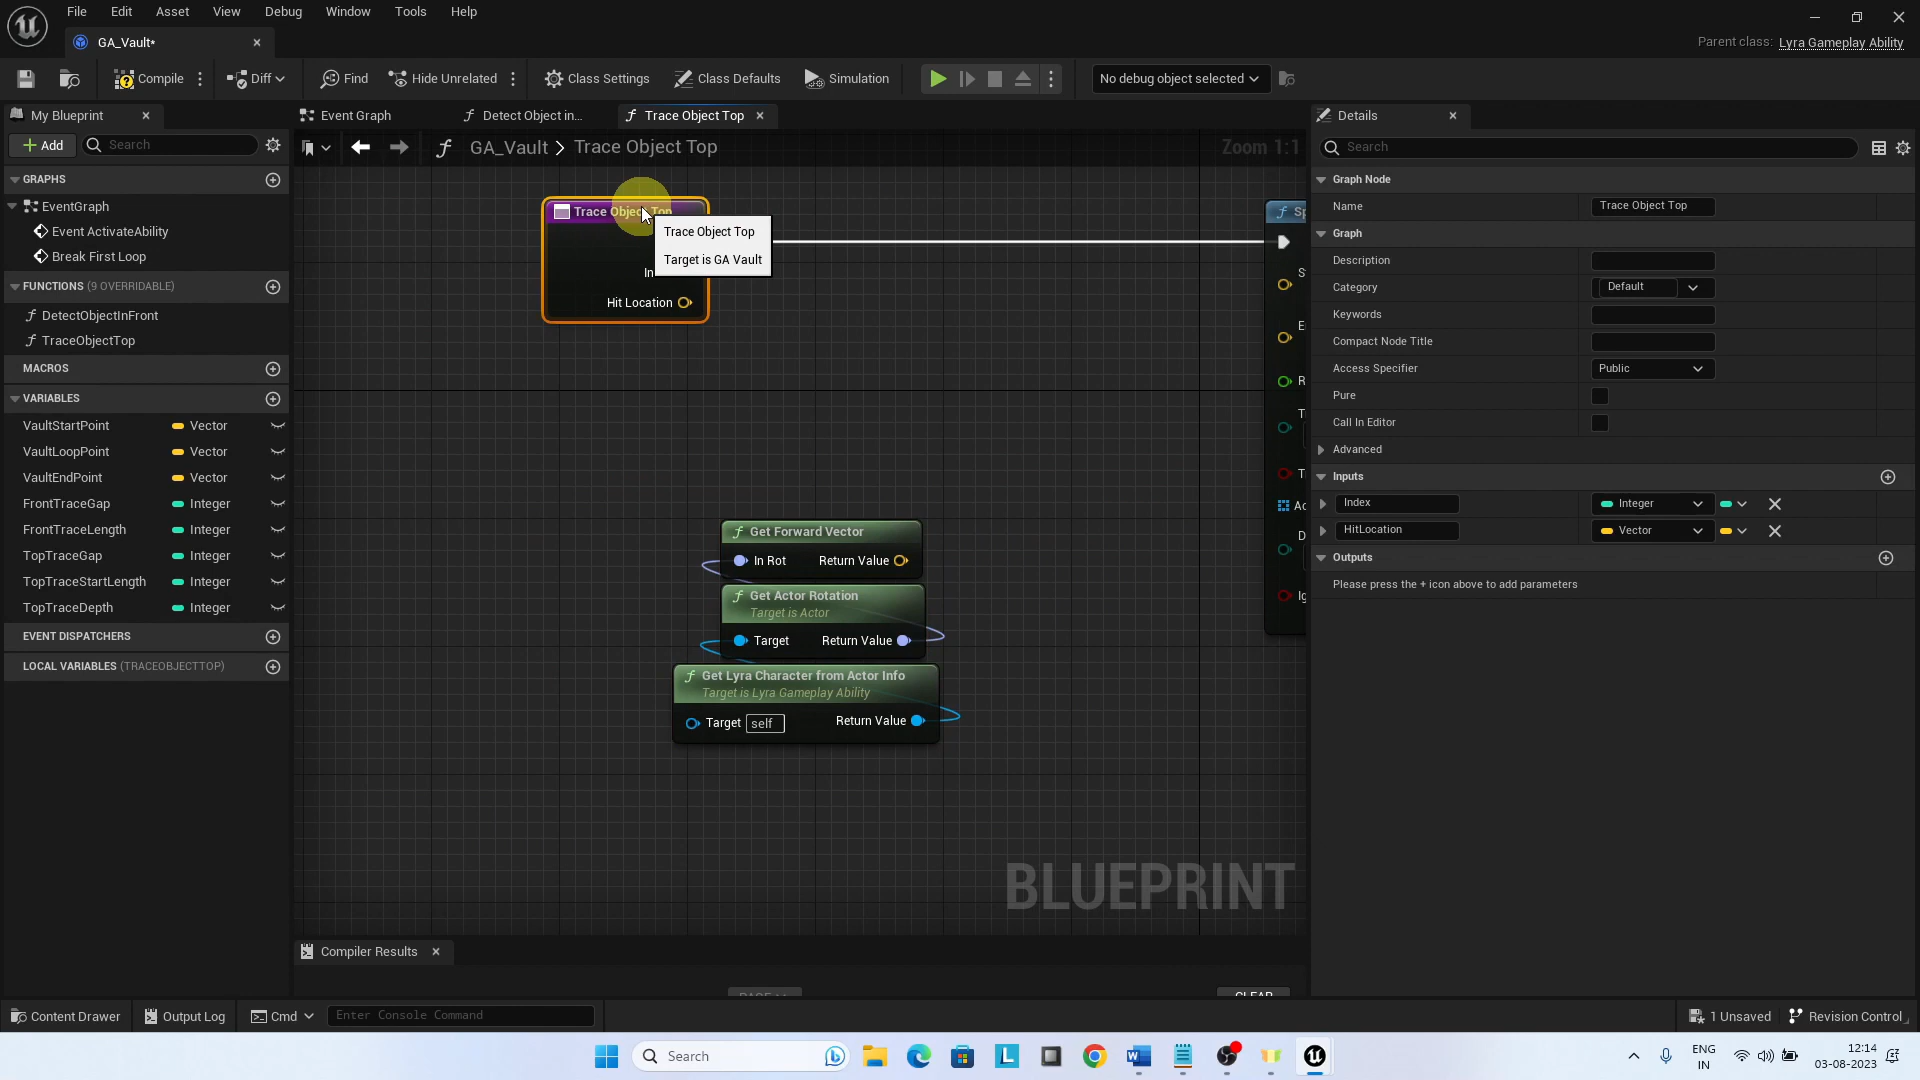 File Edit Asset View Debug Window Tools Help
GA_Vault*
Parent class: Lyra Gameplay Ability
Compile Diff Find Hide Unrelated Class Settings Class Defaults Simulation No debug object selected
My Blueprint
Event Graph Detect Object in... Trace Object Top
Details
Add Search
GA_Vault > Trace Object Top Zoom 1:1
Search
GRAPHS
EventGraph
Event ActivateAbility
Break First Loop
FUNCTIONS (9 OVERRIDABLE)
DetectObjectInFront
TraceObjectTop
MACROS
VARIABLES
VaultStartPoint Vector
VaultLoopPoint Vector
VaultEndPoint Vector
FrontTraceGap Integer
FrontTraceLength Integer
TopTraceGap Integer
TopTraceStartLength Integer
TopTraceDepth Integer
EVENT DISPATCHERS
LOCAL VARIABLES (TRACEOBJECTTOP)
Trace Object Top
Trace Object Top
Target is GA Vault
In
Hit Location
Sp
S
E
R
T
T
Ac
D
Ig
Get Forward Vector
In Rot Return Value
Get Actor Rotation
Target is Actor
Target Return Value
Get Lyra Character from Actor Info
Target is Lyra Gameplay Ability
Target self Return Value
BLUEPRINT
Graph Node
Name Trace Object Top
Graph
Description
Category Default
Keywords
Compact Node Title
Access Specifier Public
Pure
Call In Editor
Advanced
Inputs
Index Integer
HitLocation Vector
Outputs
Please press the + icon above to add parameters
Compiler Results
CLEAR
Content Drawer Output Log Cmd Enter Console Command
1 Unsaved Revision Control
Search
ENG
IN
12:14
03-08-2023